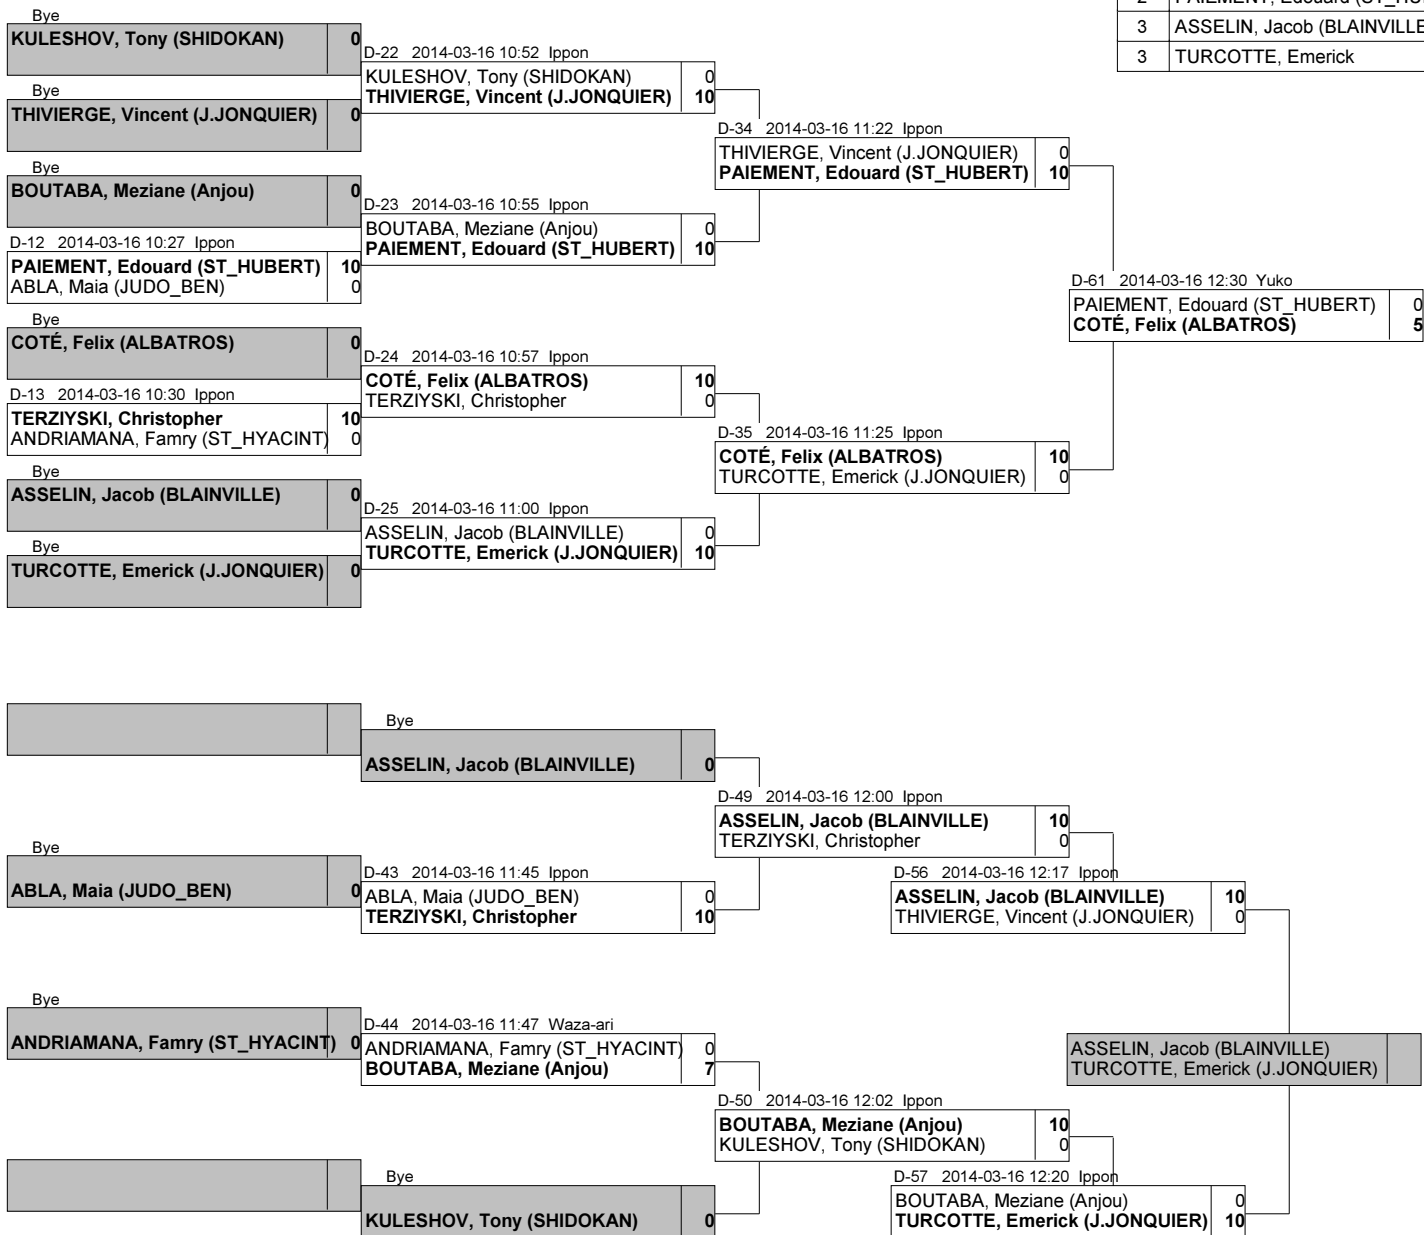 2 PAIEMENT, Edouard (ST_HU
3 ASSELIN, Jacob (BLAINVILLE
3 TURCOTTE, Emerick
Bye
KULESHOV, Tony (SHIDOKAN) 0
Bye
THIVIERGE, Vincent (J.JONQUIER) 0
Bye
BOUTABA, Meziane (Anjou) 0
D-12 2014-03-16 10:27 Ippon
PAIEMENT, Edouard (ST_HUBERT) 10
ABLA, Maia (JUDO_BEN) 0
Bye
COTÉ, Felix (ALBATROS) 0
D-13 2014-03-16 10:30 Ippon
TERZIYSKI, Christopher 10
ANDRIAMANA, Famry (ST_HYACINT) 0
Bye
ASSELIN, Jacob (BLAINVILLE) 0
Bye
TURCOTTE, Emerick (J.JONQUIER) 0
D-22 2014-03-16 10:52 Ippon
KULESHOV, Tony (SHIDOKAN) 0
THIVIERGE, Vincent (J.JONQUIER) 10
D-23 2014-03-16 10:55 Ippon
BOUTABA, Meziane (Anjou) 0
PAIEMENT, Edouard (ST_HUBERT) 10
D-24 2014-03-16 10:57 Ippon
COTÉ, Felix (ALBATROS) 10
TERZIYSKI, Christopher 0
D-25 2014-03-16 11:00 Ippon
ASSELIN, Jacob (BLAINVILLE) 0
TURCOTTE, Emerick (J.JONQUIER) 10
D-34 2014-03-16 11:22 Ippon
THIVIERGE, Vincent (J.JONQUIER) 0
PAIEMENT, Edouard (ST_HUBERT) 10
D-35 2014-03-16 11:25 Ippon
COTÉ, Felix (ALBATROS) 10
TURCOTTE, Emerick (J.JONQUIER) 0
D-61 2014-03-16 12:30 Yuko
PAIEMENT, Edouard (ST_HUBERT) 0
COTÉ, Felix (ALBATROS) 5
Bye
ASSELIN, Jacob (BLAINVILLE) 0
Bye
ABLA, Maia (JUDO_BEN) 0
D-43 2014-03-16 11:45 Ippon
ABLA, Maia (JUDO_BEN) 0
TERZIYSKI, Christopher 10
Bye
ANDRIAMANA, Famry (ST_HYACINT) 0
D-44 2014-03-16 11:47 Waza-ari
ANDRIAMANA, Famry (ST_HYACINT) 0
BOUTABA, Meziane (Anjou) 7
Bye
KULESHOV, Tony (SHIDOKAN) 0
D-49 2014-03-16 12:00 Ippon
ASSELIN, Jacob (BLAINVILLE) 10
TERZIYSKI, Christopher 0
D-50 2014-03-16 12:02 Ippon
BOUTABA, Meziane (Anjou) 10
KULESHOV, Tony (SHIDOKAN) 0
D-56 2014-03-16 12:17 Ippon
ASSELIN, Jacob (BLAINVILLE) 10
THIVIERGE, Vincent (J.JONQUIER) 0
D-57 2014-03-16 12:20 Ippon
BOUTABA, Meziane (Anjou) 0
TURCOTTE, Emerick (J.JONQUIER) 10
ASSELIN, Jacob (BLAINVILLE)
TURCOTTE, Emerick (J.JONQUIER)